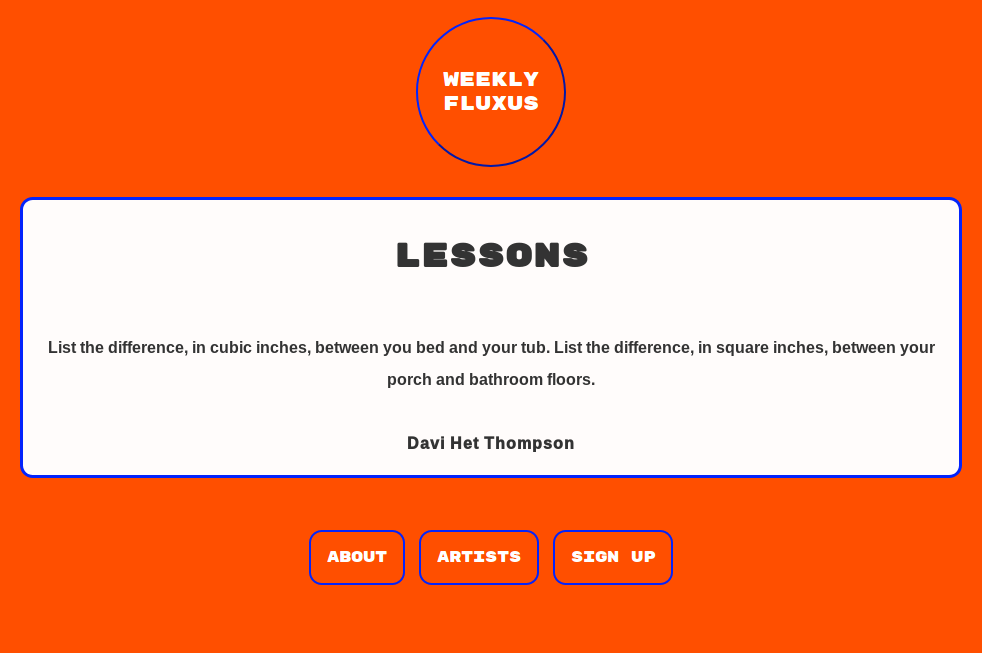 WEEKLY
FLUXUS
LESSONS
List the difference, in cubic inches, between you bed and your tub. List the difference, in square inches, between your
porch and bathroom floors.
Davi Het Thompson
ABOUT
ARTISTS
SIGN UP